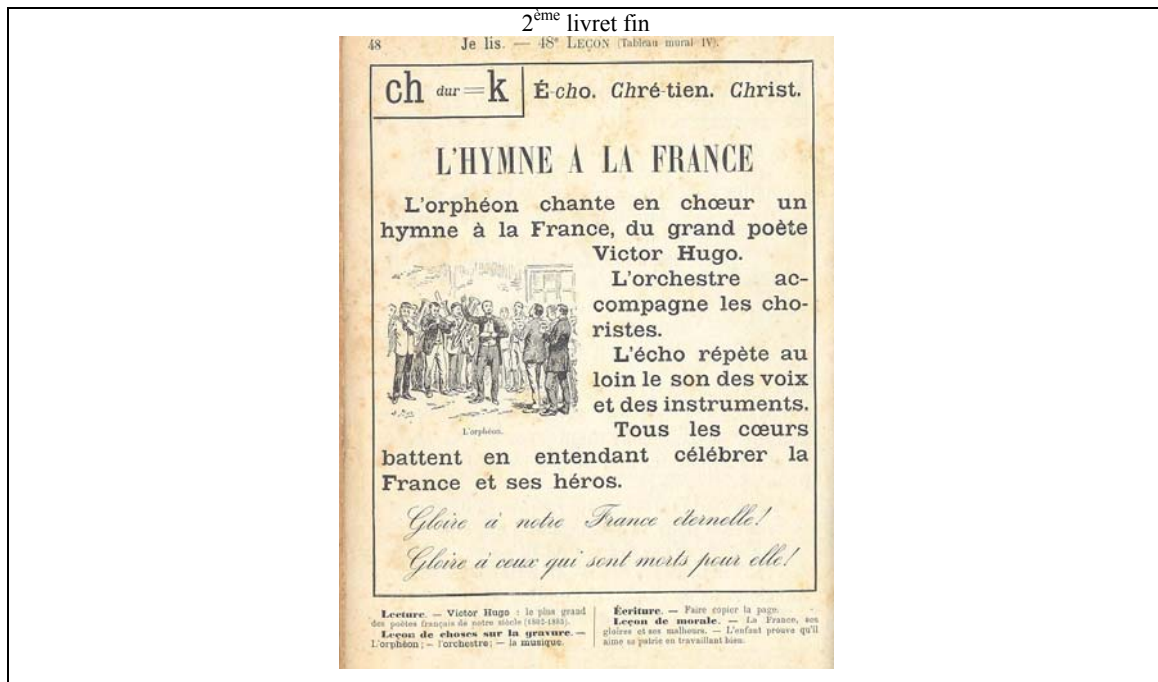 2ème livret fin
48 Je lis. — 48e LEÇON (Tableau mural IV).
ch dur = k É-cho. Chré-tien. Christ.
L'HYMNE A LA FRANCE
L'orphéon chante en chœur un
hymne à la France, du grand poète
Victor Hugo.
L'orchestre ac-
compagne les cho-
ristes.
L'écho répète au
loin le son des voix
et des instruments.
L'orphéon.
Tous les cœurs
battent en entendant célébrer la
France et ses héros.
Gloire à notre France éternelle!
Gloire à ceux qui sont morts pour elle!
Lecture. — Victor Hugo : le plus grand
des poètes français de notre siècle (1802-1885).
Leçon de choses sur la gravure. —
L'orphéon; — l'orchestre; — la musique.
Écriture. — Faire copier la page.
Leçon de morale. — La France, ses
gloires et ses malheurs. — L'enfant prouve qu'il
aime sa patrie en travaillant bien.